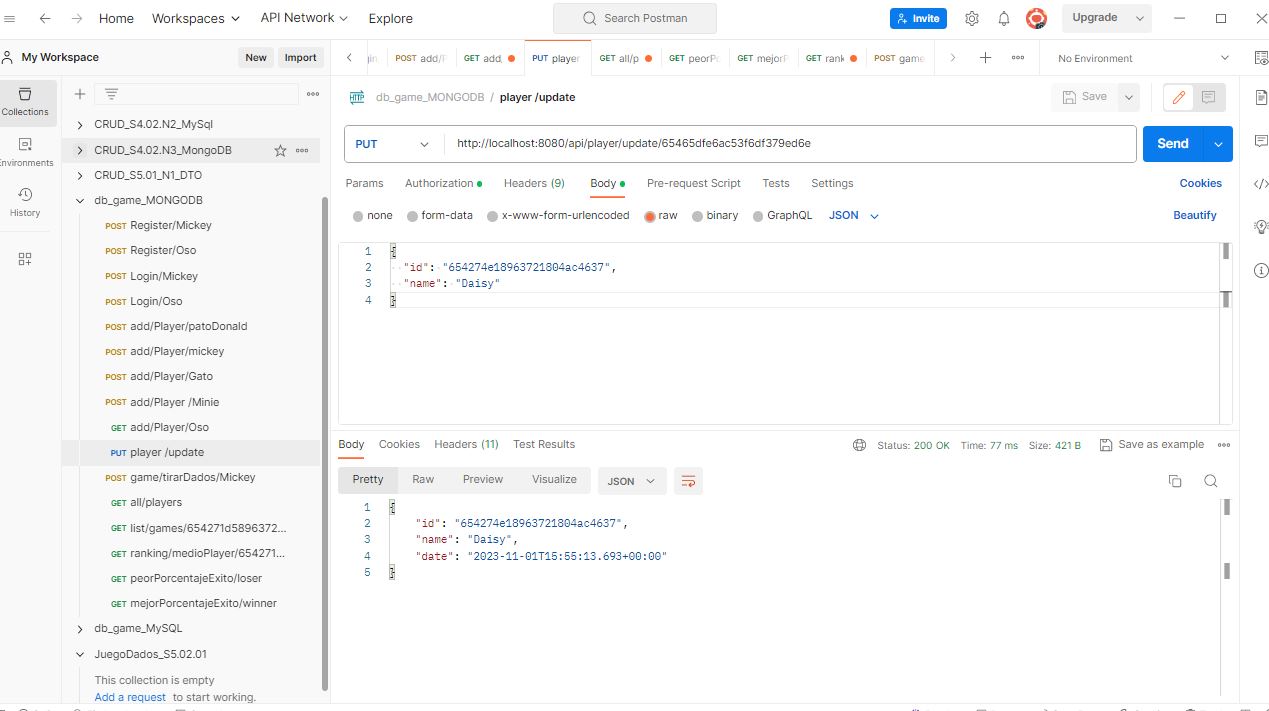 Home Workspaces API Network Explore Search Postman Invite Upgrade
My Workspace New Import
POST add/ GET add, PUT player GET all/p GET peorP GET mejorP GET rank POST game No Environment
Collections
Environments
History
CRUD_S4.02.N2_MySql
CRUD_S4.02.N3_MongoDB
CRUD_S5.01_N1_DTO
db_game_MONGODB
POST Register/Mickey
POST Register/Oso
POST Login/Mickey
POST Login/Oso
POST add/Player/patoDonald
POST add/Player/mickey
POST add/Player/Gato
POST add/Player /Minie
GET add/Player/Oso
PUT player /update
POST game/tirarDados/Mickey
GET all/players
GET list/games/654271d5896372...
GET ranking/medioPlayer/654271...
GET peorPorcentajeExito/loser
GET mejorPorcentajeExito/winner
db_game_MySQL
JuegoDados_S5.02.01
This collection is empty
Add a request to start working.
HTTP db_game_MONGODB / player /update Save
PUT http://localhost:8080/api/player/update/65465dfe6ac53f6df379ed6e Send
Params Authorization Headers (9) Body Pre-request Script Tests Settings Cookies
none form-data x-www-form-urlencoded raw binary GraphQL JSON Beautify
1 {
2 "id": "654274e18963721804ac4637",
3 "name": "Daisy"
4 }
Body Cookies Headers (11) Test Results Status: 200 OK Time: 77 ms Size: 421 B Save as example
Pretty Raw Preview Visualize JSON
1 {
2 "id": "654274e18963721804ac4637",
3 "name": "Daisy",
4 "date": "2023-11-01T15:55:13.693+00:00"
5 }